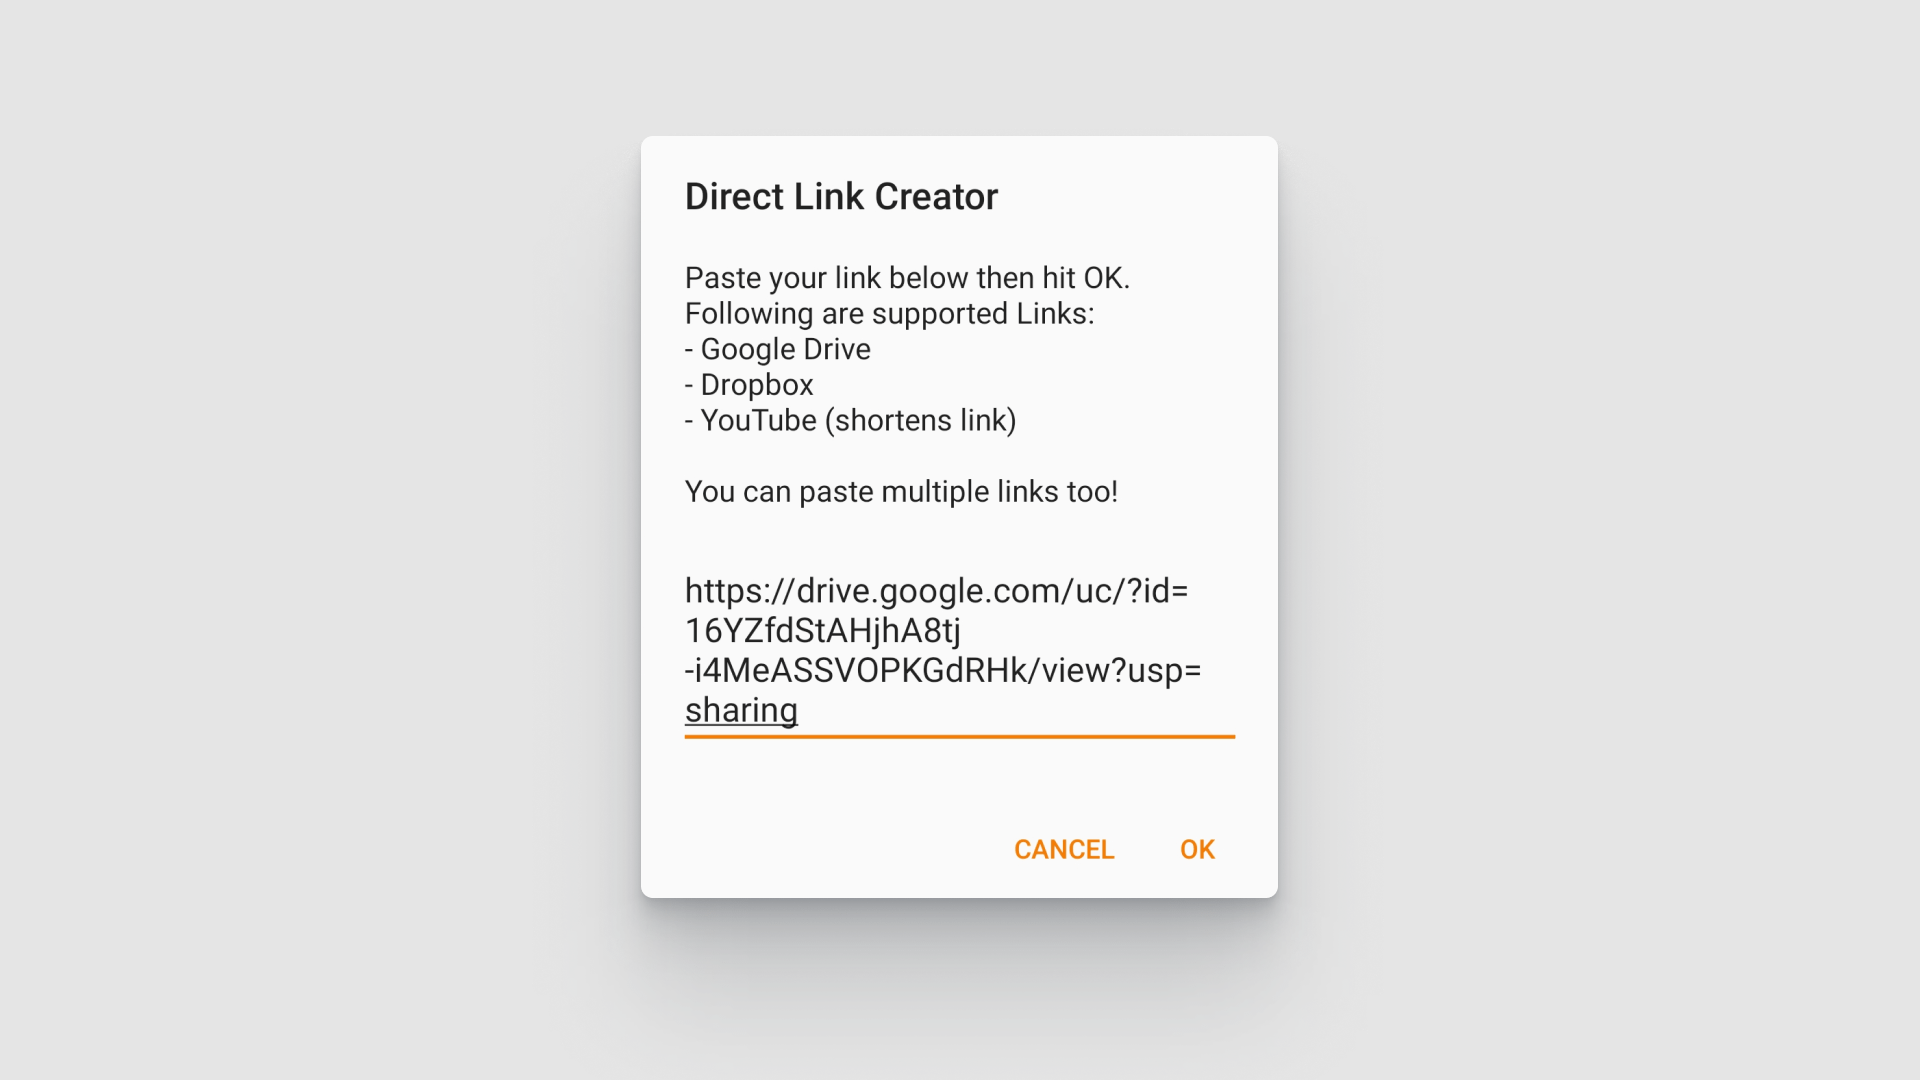 Direct Link Creator
Paste your link below then hit OK.
Following are supported Links:
- Google Drive
- Dropbox
- YouTube (shortens link)
You can paste multiple links too!
https://drive.google.com/uc/?id=
16YZfdStAHjhA8tj
-i4MeASSVOPKGdRHk/view?usp=
sharing
CANCEL OK